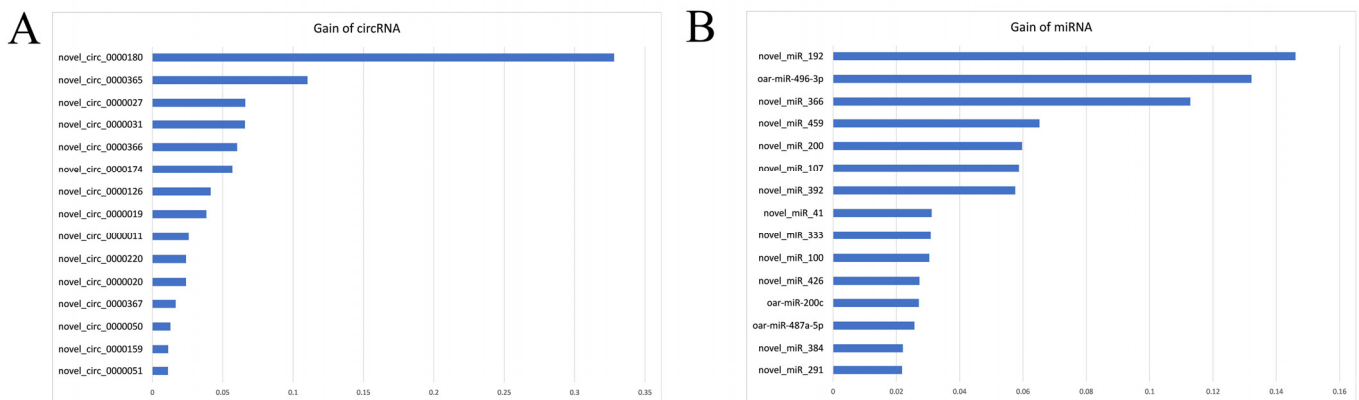 A
Gain of circRNA
novel_circ_0000180
novel_circ_0000365
novel_circ_0000027
novel_circ_0000031
novel_circ_0000366
novel_circ_0000174
novel_circ_0000126
novel_circ_0000019
novel_circ_0000011
novel_circ_0000220
novel_circ_0000020
novel_circ_0000367
novel_circ_0000050
novel_circ_0000159
novel_circ_0000051
0 0.05 0.1 0.15 0.2 0.25 0.3 0.35
B
Gain of miRNA
novel_miR_192
oar-miR-496-3p
novel_miR_366
novel_miR_459
novel_miR_200
novel_miR_107
novel_miR_392
novel_miR_41
novel_miR_333
novel_miR_100
novel_miR_426
oar-miR-200c
oar-miR-487a-5p
novel_miR_384
novel_miR_291
0 0.02 0.04 0.06 0.08 0.1 0.12 0.14 0.16